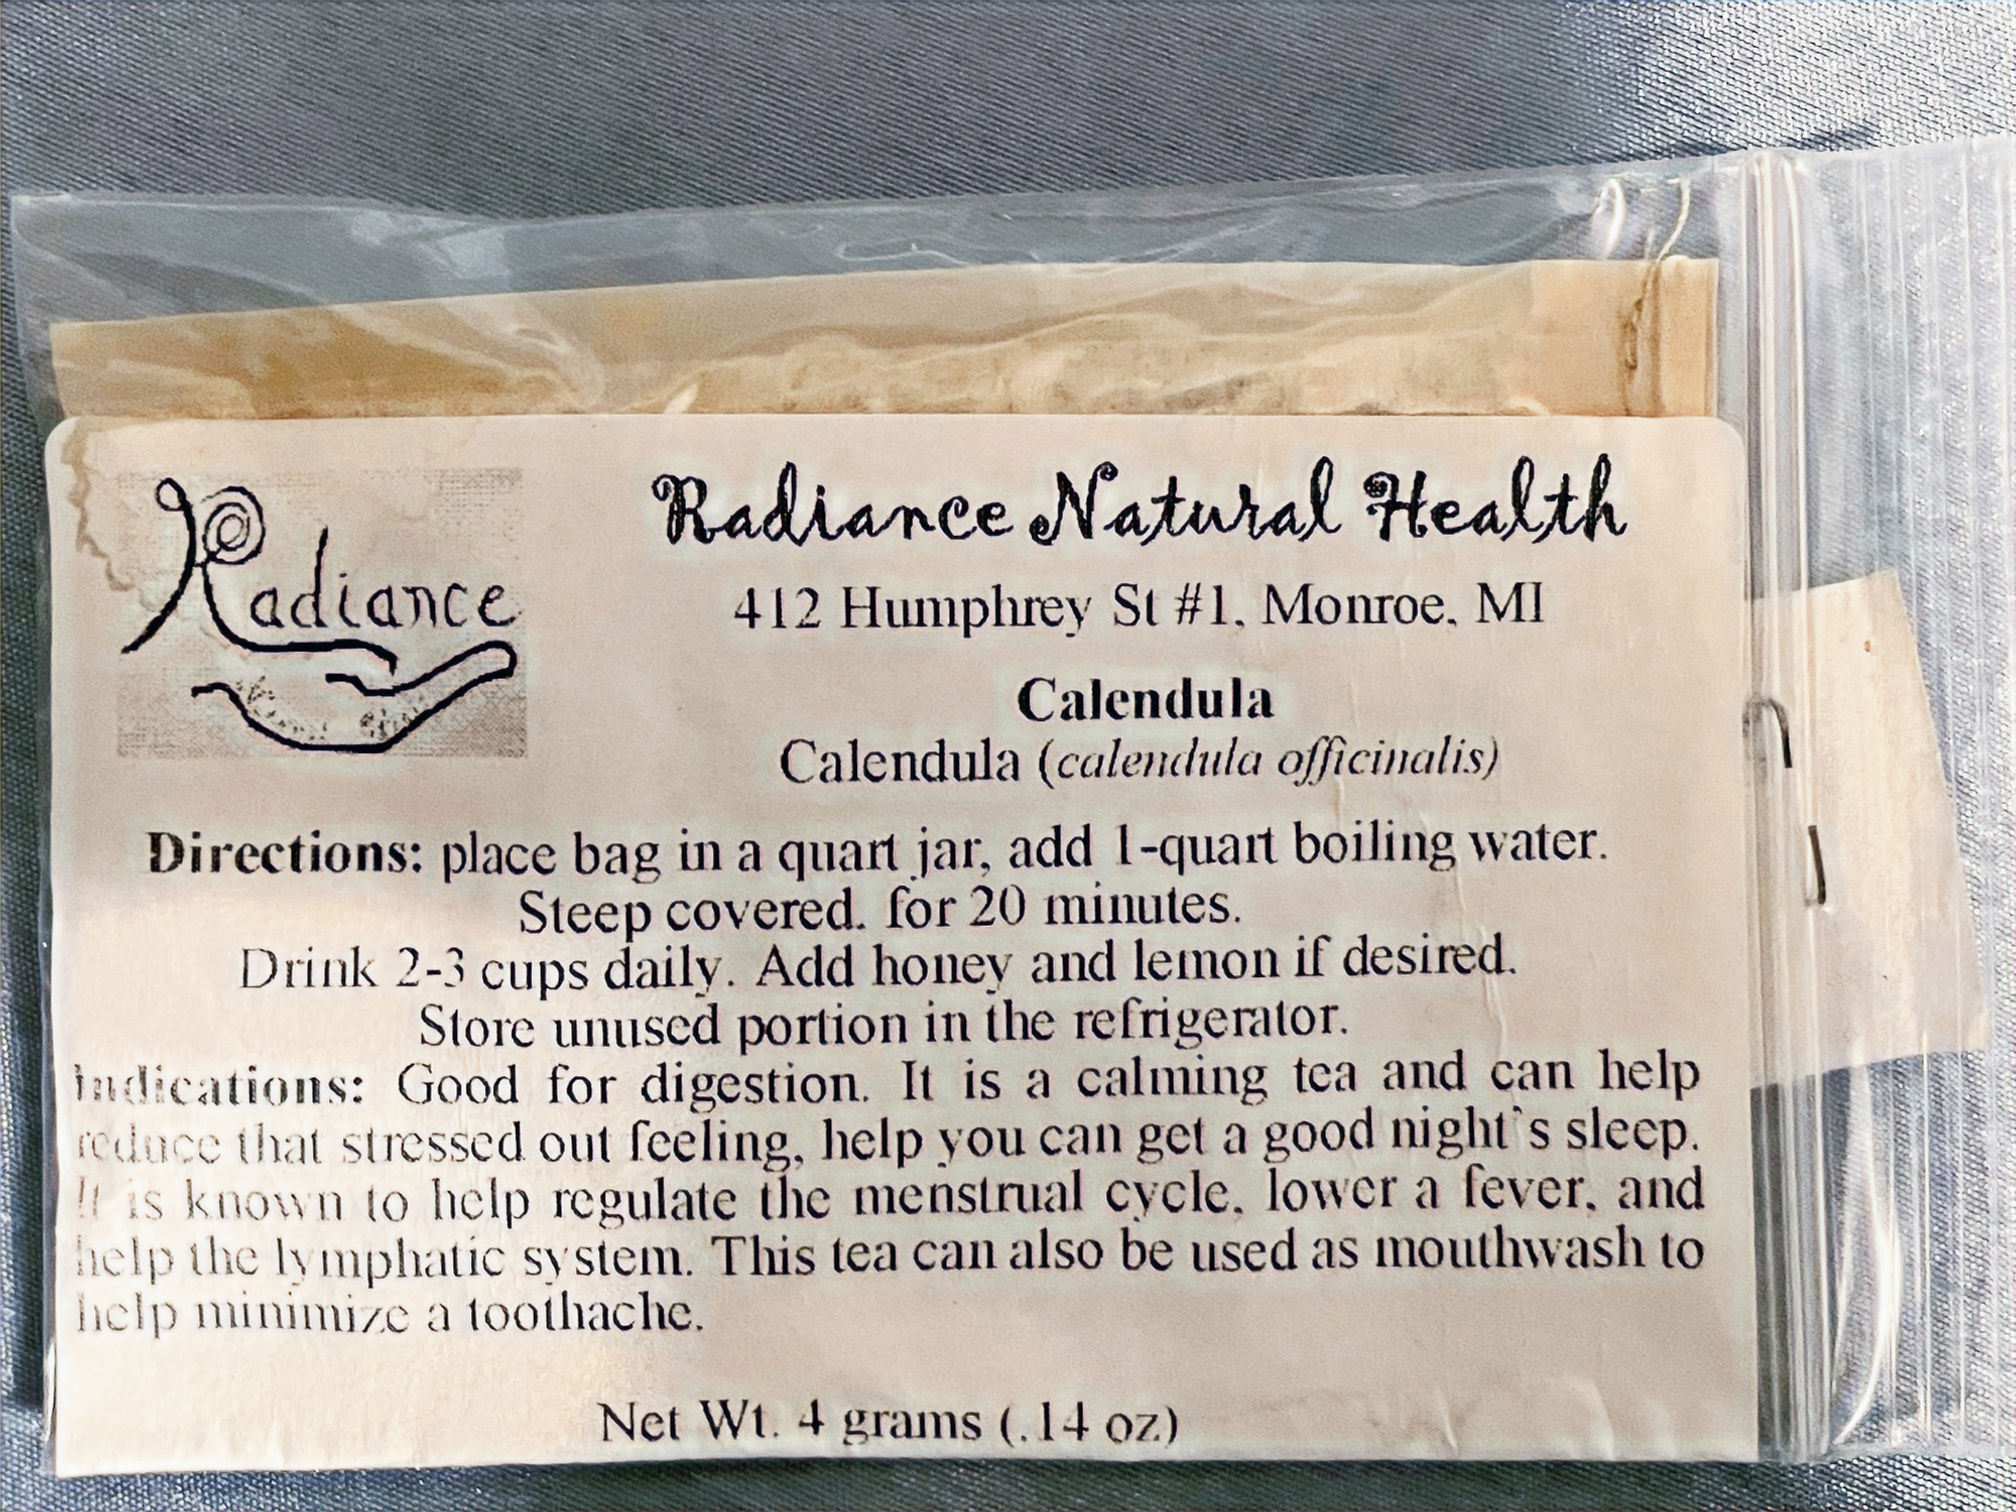 Radiance
Radiance Natural Health
412 Humphrey St #1, Monroe, MI
Calendula
Calendula (calendula officinalis)
Directions: place bag in a quart jar, add 1-quart boiling water.
Steep covered. for 20 minutes.
Drink 2-3 cups daily. Add honey and lemon if desired.
Store unused portion in the refrigerator.
Indications: Good for digestion. It is a calming tea and can help
reduce that stressed out feeling, help you can get a good night's sleep.
It is known to help regulate the menstrual cycle, lower a fever, and
help the lymphatic system. This tea can also be used as mouthwash to
help minimize a toothache.
Net Wt. 4 grams (.14 oz)